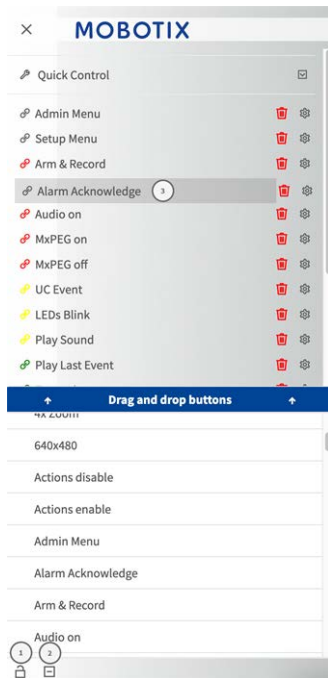 MOBOTIX
Quick Control
Admin Menu
Setup Menu
Arm & Record
Alarm Acknowledge 3
Audio on
MxPEG on
MxPEG off
UC Event
LEDs Blink
Play Sound
Play Last Event
Drag and drop buttons
4x Zoom
640x480
Actions disable
Actions enable
Admin Menu
Alarm Acknowledge
Arm & Record
Audio on
1 2